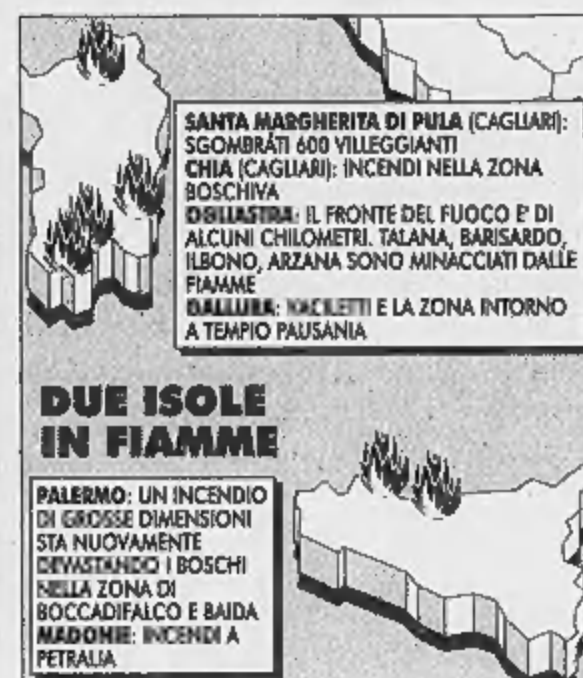 SANTA MARGHERITA DI PULA (CAGLIARI):
SGOMBRATI 600 VILLEGGIANTI
CHIA (CAGLIARI): INCENDI NELLA ZONA
BOSCHIVA
OGLIASTRA: IL FRONTE DEL FUOCO E' DI
ALCUNI CHILOMETRI. TALANA, BARISARDO,
ILBONO, ARZANA SONO MINACCIATI DALLE
FIAMME
E LA ZONA INTORNO
A TEMPIO PAUSANIA
DUE ISOLE
IN FIAMME
PALERMO: UN INCENDIO
DI GROSSE DIMENSIONI
STA NUOVAMENTE
DEVASTANDO I BOSCHI
NELLA ZONA DI
BOCCADIFALCO E BAIDA
MADONIE: INCENDI A
PETRALIA